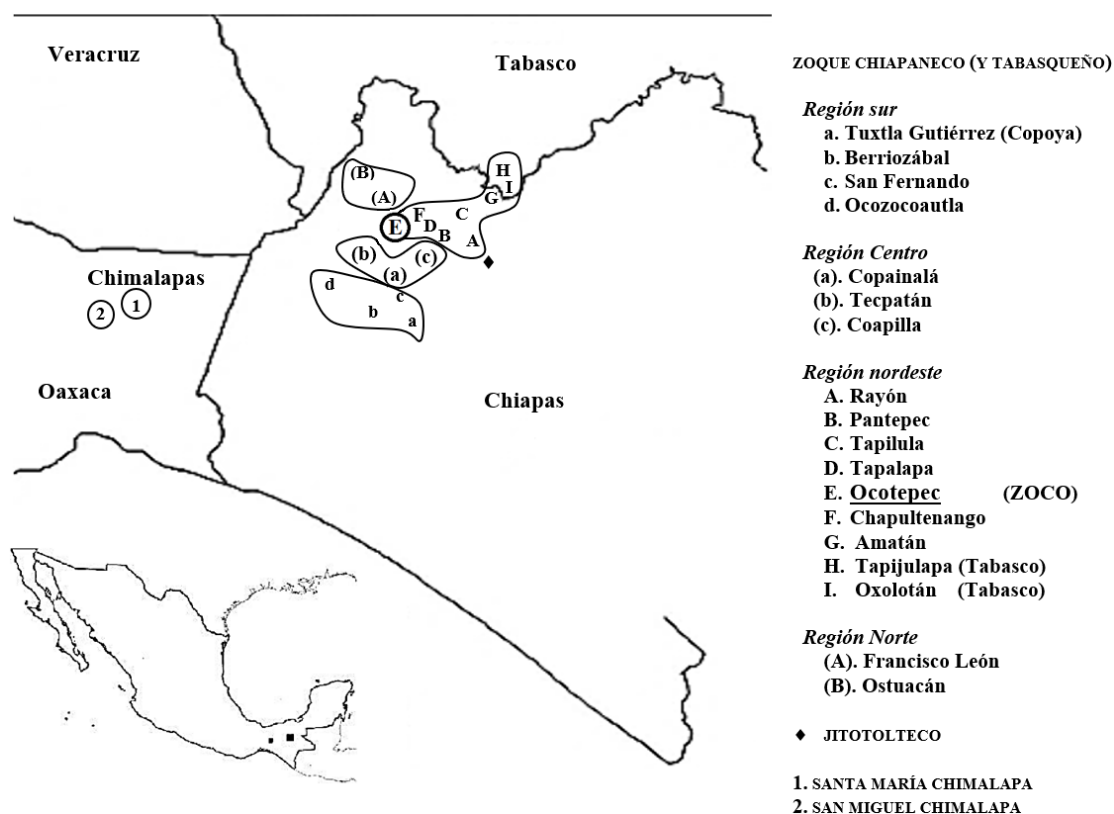 Veracruz
Tabasco
(B)
(A)
H
I
G
F
C
E
D
B
A
(b)
(c)
(a)
d
c
b
a
Chimalapas
1
2
Oaxaca
Chiapas
ZOQUE CHIAPANECO (Y TABASQUEÑO)
Región sur
a. Tuxtla Gutiérrez (Copoya)
b. Berriozábal
c. San Fernando
d. Ocozocoautla
Región Centro
(a). Copainalá
(b). Tecpatán
(c). Coapilla
Región nordeste
A. Rayón
B. Pantepec
C. Tapilula
D. Tapalapa
E. Ocotepec (ZOCO)
F. Chapultenango
G. Amatán
H. Tapijulapa (Tabasco)
I. Oxolotán (Tabasco)
Región Norte
(A). Francisco León
(B). Ostuacán
♦ JITOTOLTECO
1. SANTA MARÍA CHIMALAPA
2. SAN MIGUEL CHIMALAPA